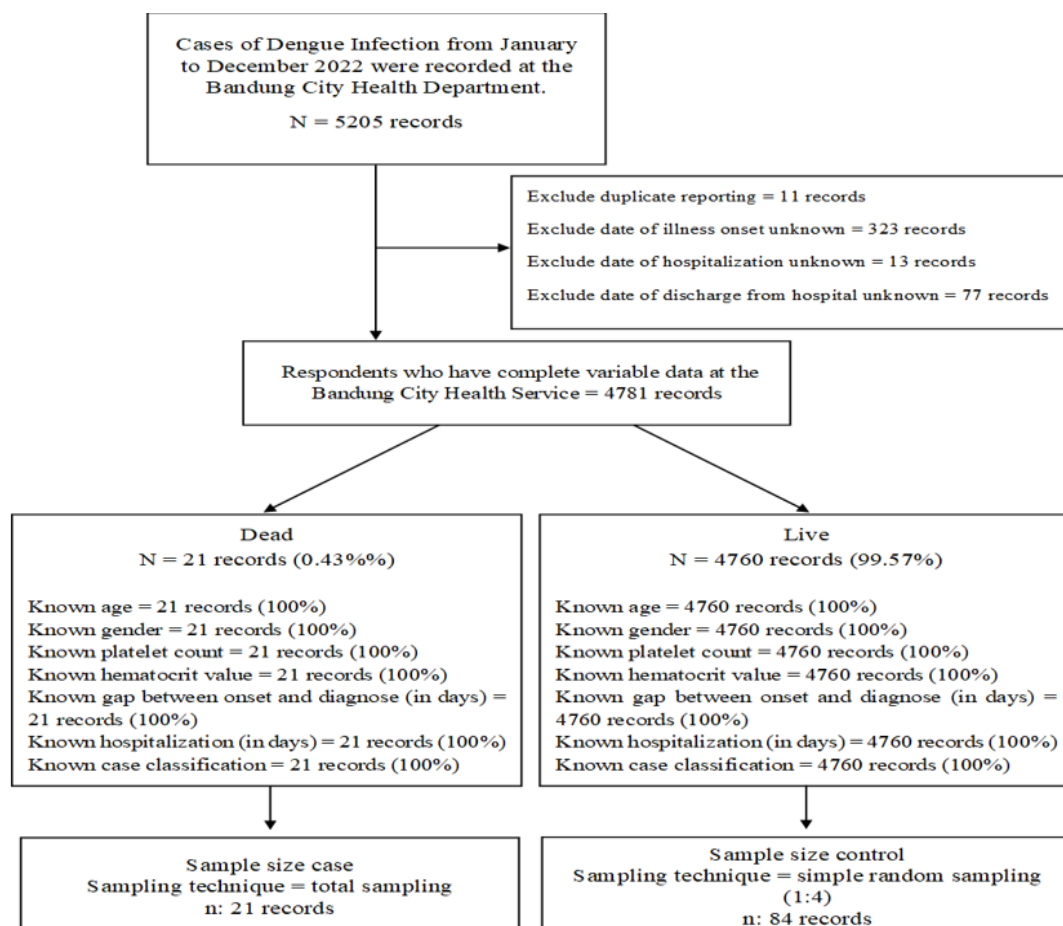 Cases of Dengue Infection from January
to December 2022 were recorded at the
Bandung City Health Department.
N = 5205 records
Exclude duplicate reporting = 11 records
Exclude date of illness onset unknown = 323 records
Exclude date of hospitalization unknown = 13 records
Exclude date of discharge from hospital unknown = 77 records
Respondents who have complete variable data at the
Bandung City Health Service = 4781 records
Dead
N = 21 records (0.43%%)
Known age = 21 records (100%)
Known gender = 21 records (100%)
Known platelet count = 21 records (100%)
Known hematocrit value = 21 records (100%)
Known gap between onset and diagnose (in days) =
21 records (100%)
Known hospitalization (in days) = 21 records (100%)
Known case classification = 21 records (100%)
Live
N = 4760 records (99.57%)
Known age = 4760 records (100%)
Known gender = 4760 records (100%)
Known platelet count = 4760 records (100%)
Known hematocrit value = 4760 records (100%)
Known gap between onset and diagnose (in days) =
4760 records (100%)
Known hospitalization (in days) = 4760 records (100%)
Known case classification = 4760 records (100%)
Sample size case
Sampling technique = total sampling
n: 21 records
Sample size control
Sampling technique = simple random sampling
(1:4)
n: 84 records